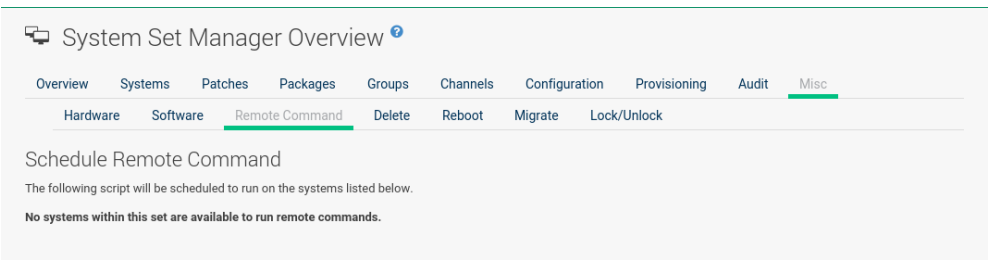 System Set Manager Overview ?
Overview Systems Patches Packages Groups Channels Configuration Provisioning Audit Misc
Hardware Software Remote Command Delete Reboot Migrate Lock/Unlock
Schedule Remote Command
The following script will be scheduled to run on the systems listed below.
No systems within this set are available to run remote commands.